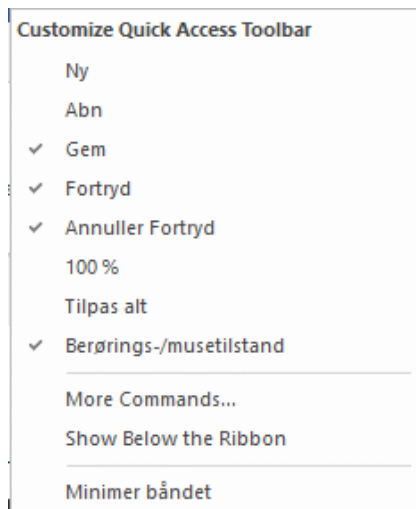 Customize Quick Access Toolbar
Ny
Abn
Gem
Fortryd
Annuller Fortryd
100 %
Tilpas alt
Berørings-/musetilstand
More Commands...
Show Below the Ribbon
Minimer båndet